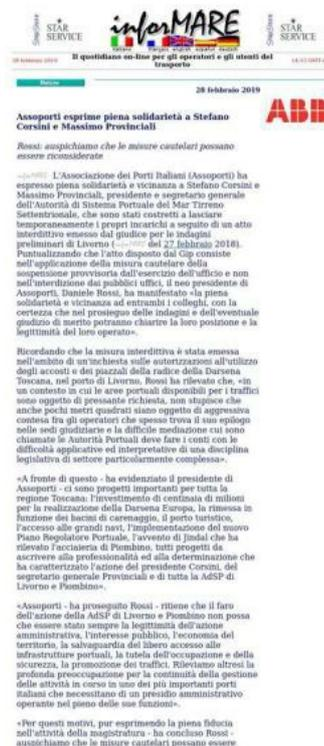 STAR
SERVICE
inforMARE
STAR
SERVICE
italiano français english español deutsch
28 febbraio 2019
Il quotidiano on-line per gli operatori e gli utenti del
trasporto
28 febbraio 2019
ABB
Assoporti esprime piena solidarietà a Stefano
Corsini e Massimo Provinciali
Rossi: auspichiamo che le misure cautelari possano
essere riconsiderate
L'Associazione dei Porti Italiani (Assoporti) ha
espresso piena solidarietà e vicinanza a Stefano Corsini e
Massimo Provinciali, presidente e segretario generale
dell'Autorità di Sistema Portuale del Mar Tirreno
Settentrionale, che sono stati costretti a lasciare
temporaneamente i propri incarichi a seguito di un atto
interdittivo emesso dal giudice per le indagini
preliminari di Livorno ( del 27 febbraio 2018).
Puntualizzando che l'atto disposto dal Gip consiste
nell'applicazione della misura cautelare della
sospensione provvisoria dall'esercizio dell'ufficio e non
nell'interdizione dai pubblici uffici, il neo presidente di
Assoporti, Daniele Rossi, ha manifestato «la piena
solidarietà e vicinanza ad entrambi i colleghi, con la
certezza che nel prosieguo delle indagini e dell'eventuale
giudizio di merito potranno chiarire la loro posizione e la
legittimità del loro operato».
Ricordando che la misura interdittiva è stata emessa
nell'ambito di un'inchiesta sulle autorizzazioni all'utilizzo
degli accosti e dei piazzali della radice della Darsena
Toscana, nel porto di Livorno, Rossi ha rilevato che, «in
un contesto in cui le aree portuali disponibili per i traffici
sono oggetto di pressante richiesta, non stupisce che
anche pochi metri quadrati siano oggetto di aggressiva
contesa fra gli operatori che spesso trova il suo epilogo
nelle sedi giudiziarie e la difficile mediazione cui sono
chiamate le Autorità Portuali deve fare i conti con le
difficoltà applicative ed interpretative di una disciplina
legislativa di settore particolarmente complessa».
«A fronte di questo - ha evidenziato il presidente di
Assoporti - ci sono progetti importanti per tutta la
regione Toscana: l'investimento di centinaia di milioni
per la realizzazione della Darsena Europa, la rimessa in
funzione dei bacini di carenaggio, il porto turistico,
l'accesso alle grandi navi, l'implementazione del nuovo
Piano Regolatore Portuale, l'avvento di Jindal che ha
rilevato l'acciaieria di Piombino, tutti progetti da
ascrivere alla professionalità ed alla determinazione che
ha caratterizzato l'azione del presidente Corsini, del
segretario generale Provinciali e di tutta la AdSP di
Livorno e Piombino».
«Assoporti - ha proseguito Rossi - ritiene che il faro
dell'azione della AdSP di Livorno e Piombino non possa
che essere stato sempre la legittimità dell'azione
amministrativa, l'interesse pubblico, l'economia del
territorio, la salvaguardia del libero accesso alle
infrastrutture portuali, la tutela dell'occupazione e della
sicurezza, la promozione dei traffici. Rileviamo altresì la
profonda preoccupazione per la continuità della gestione
delle attività in corso in uno dei più importanti porti
italiani che necessitano di un presidio amministrativo
operante nel pieno delle sue funzioni».
«Per questi motivi, pur esprimendo la piena fiducia
nell'attività della magistratura - ha concluso Rossi -
auspichiamo che le misure cautelari possano essere